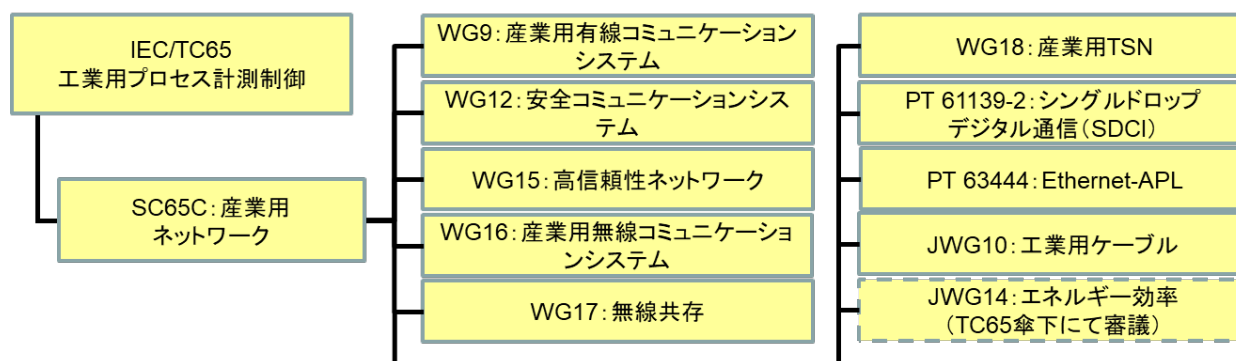 IEC/TC65
工業用プロセス計測制御
SC65C：産業用
ネットワーク
WG9：産業用有線コミュニケーション
システム
WG12：安全コミュニケーションシス
テム
WG15：高信頼性ネットワーク
WG16：産業用無線コミュニケーショ
ンシステム
WG17：無線共存
WG18：産業用TSN
PT 61139-2：シングルドロップ
デジタル通信（SDCI）
PT 63444：Ethernet-APL
JWG10：工業用ケーブル
JWG14：エネルギー効率
（TC65傘下にて審議）